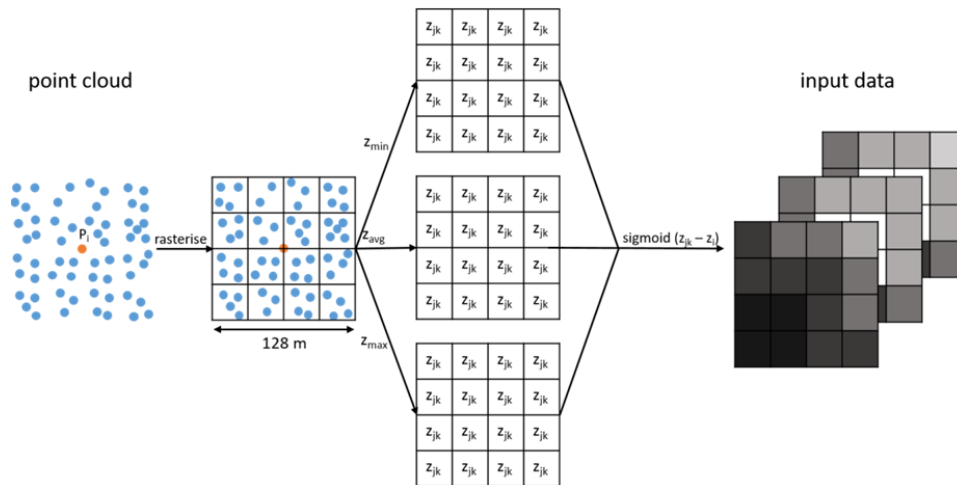 point cloud
P_i
rasterise
128 m
z_min
z_avg
z_max
z_jk z_jk z_jk z_jk
z_jk z_jk z_jk z_jk
z_jk z_jk z_jk z_jk
z_jk z_jk z_jk z_jk
z_jk z_jk z_jk z_jk
z_jk z_jk z_jk z_jk
z_jk z_jk z_jk z_jk
z_jk z_jk z_jk z_jk
z_jk z_jk z_jk z_jk
z_jk z_jk z_jk z_jk
z_jk z_jk z_jk z_jk
z_jk z_jk z_jk z_jk
sigmoid (z_jk – z_i)
input data